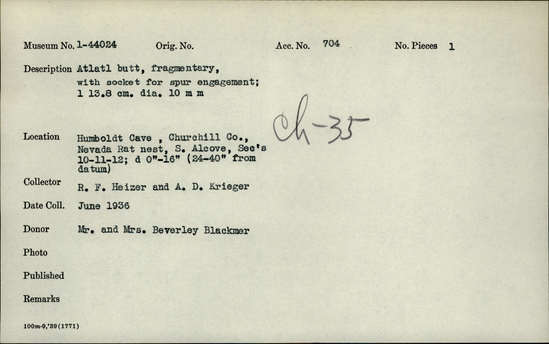 Museum No. 1-44024 Orig. No. Acc. No. 704 No. Pieces 1
Description Atlatl butt, fragmentary,
with socket for spur engagement;
l 13.8 cm. dia. 10 m m
Ch-35
Location Humboldt Cave , Churchill Co.,
Nevada Rat nest, S. Alcove, Sec's
10-11-12; d 0"-16" (24-40" from
datum)
Collector R. F. Heizer and A. D. Krieger
Date Coll. June 1936
Donor Mr. and Mrs. Beverley Blackmer
Photo
Published
Remarks
100m-9,'39(1771)